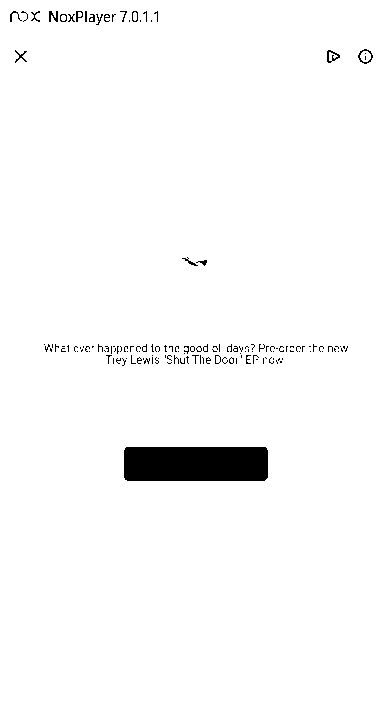 nox NoxPlayer 7.0.1.1
What ever happened to the good ol' days? Pre-order the new
Trey Lewis 'Shut The Door' EP now